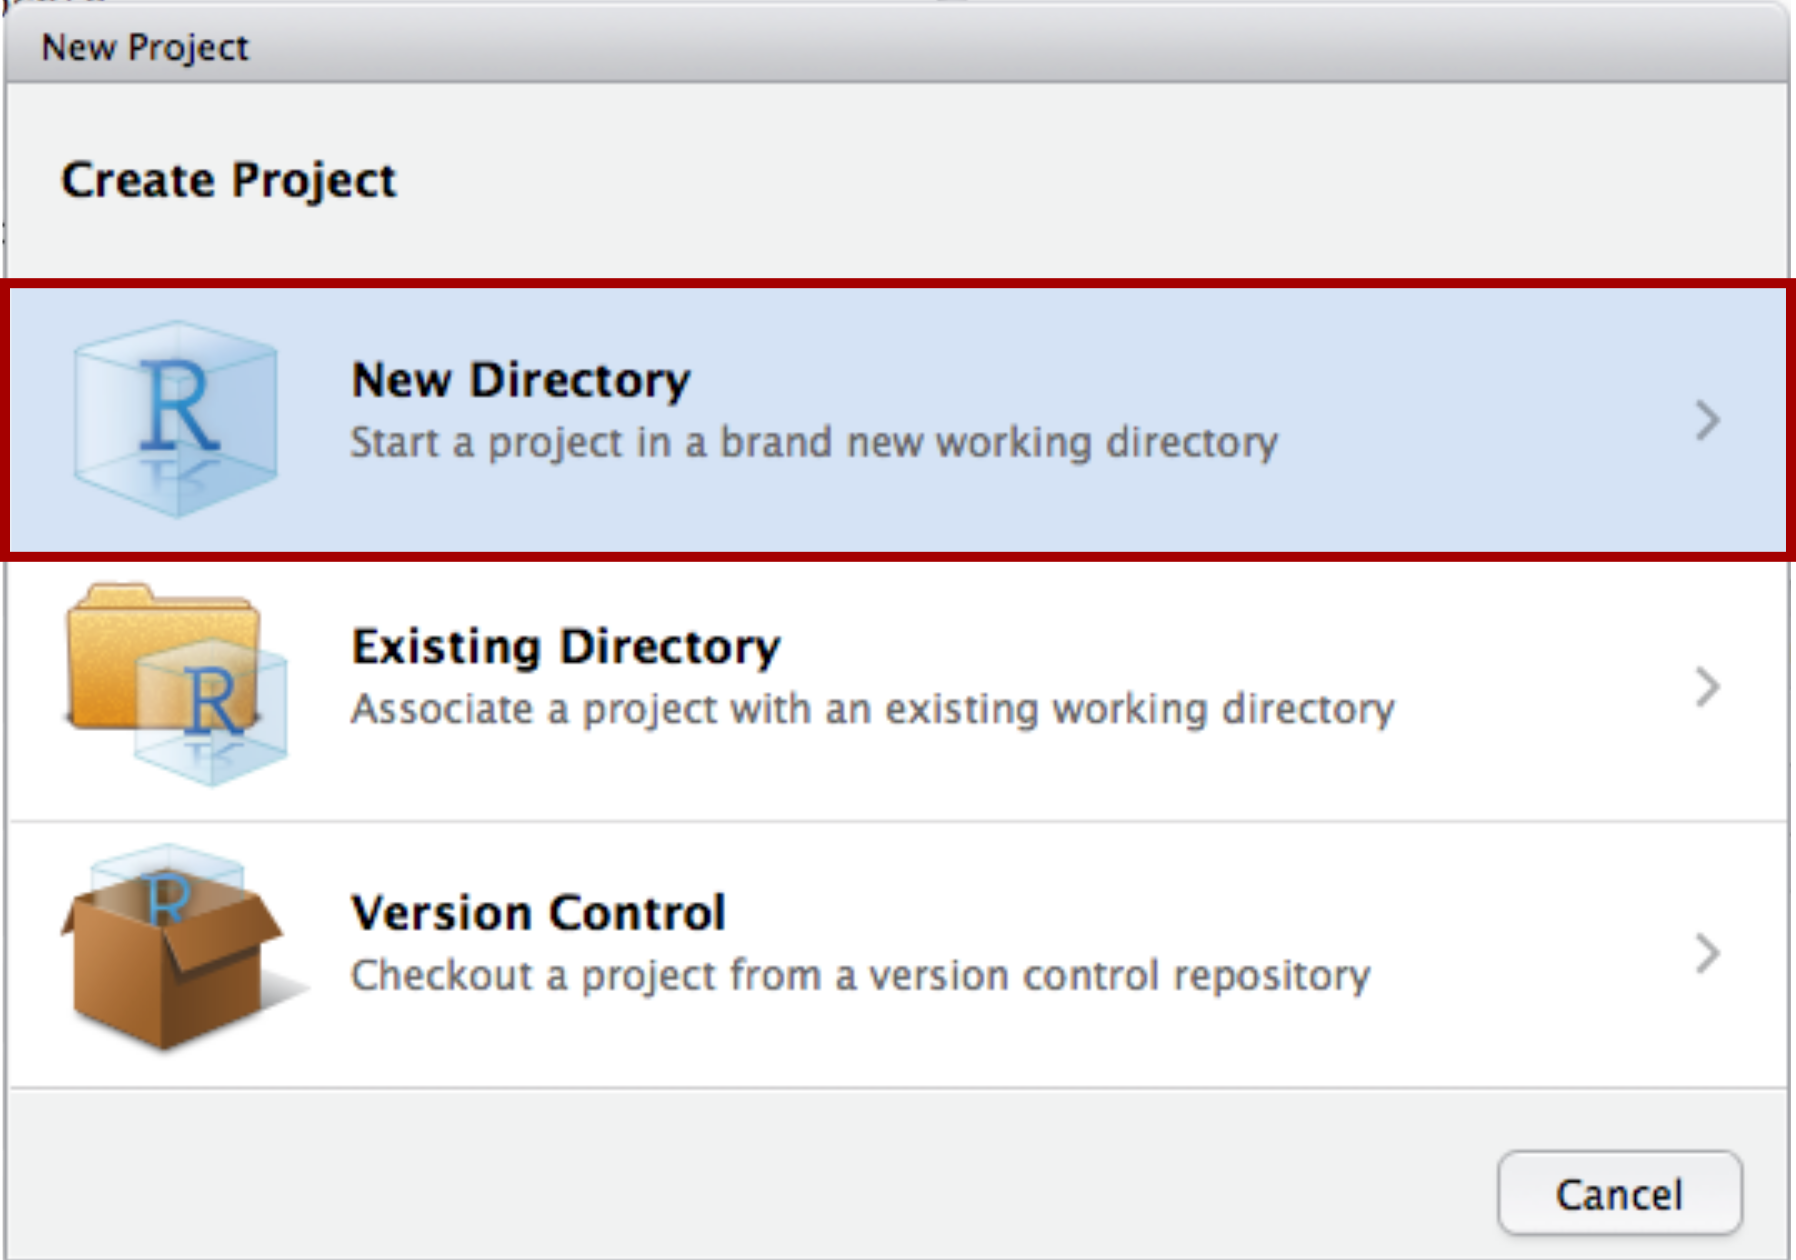 New Project
Create Project
R
New Directory
Start a project in a brand new working directory
R
Existing Directory
Associate a project with an existing working directory
R
Version Control
Checkout a project from a version control repository
Cancel